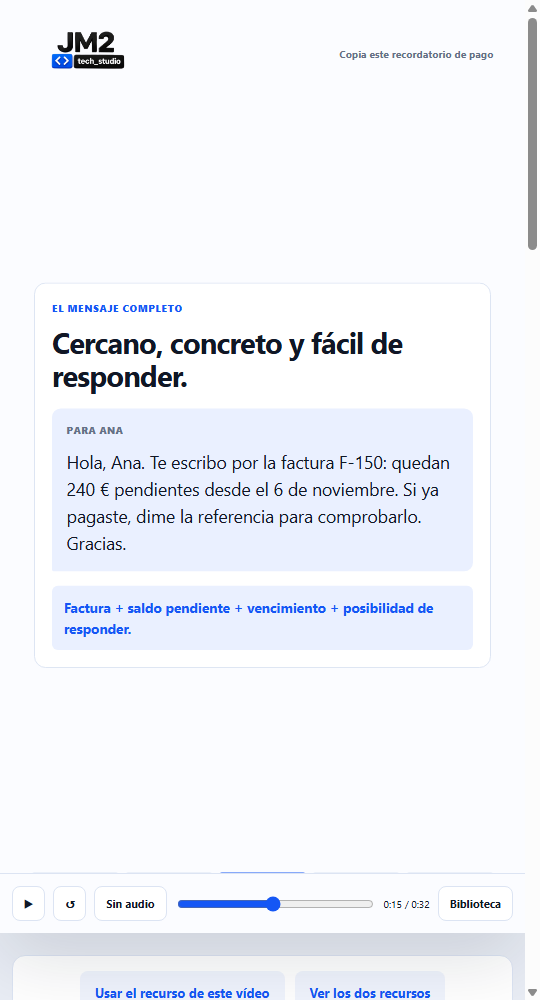 JM2
<> tech_studio
Copia este recordatorio de pago
EL MENSAJE COMPLETO
Cercano, concreto y fácil de
responder.
PARA ANA
Hola, Ana. Te escribo por la factura F-150: quedan
240 € pendientes desde el 6 de noviembre. Si ya
pagaste, dime la referencia para comprobarlo.
Gracias.
Factura + saldo pendiente + vencimiento + posibilidad de
responder.
Sin audio
0:15 / 0:32
Biblioteca
Usar el recurso de este vídeo
Ver los dos recursos